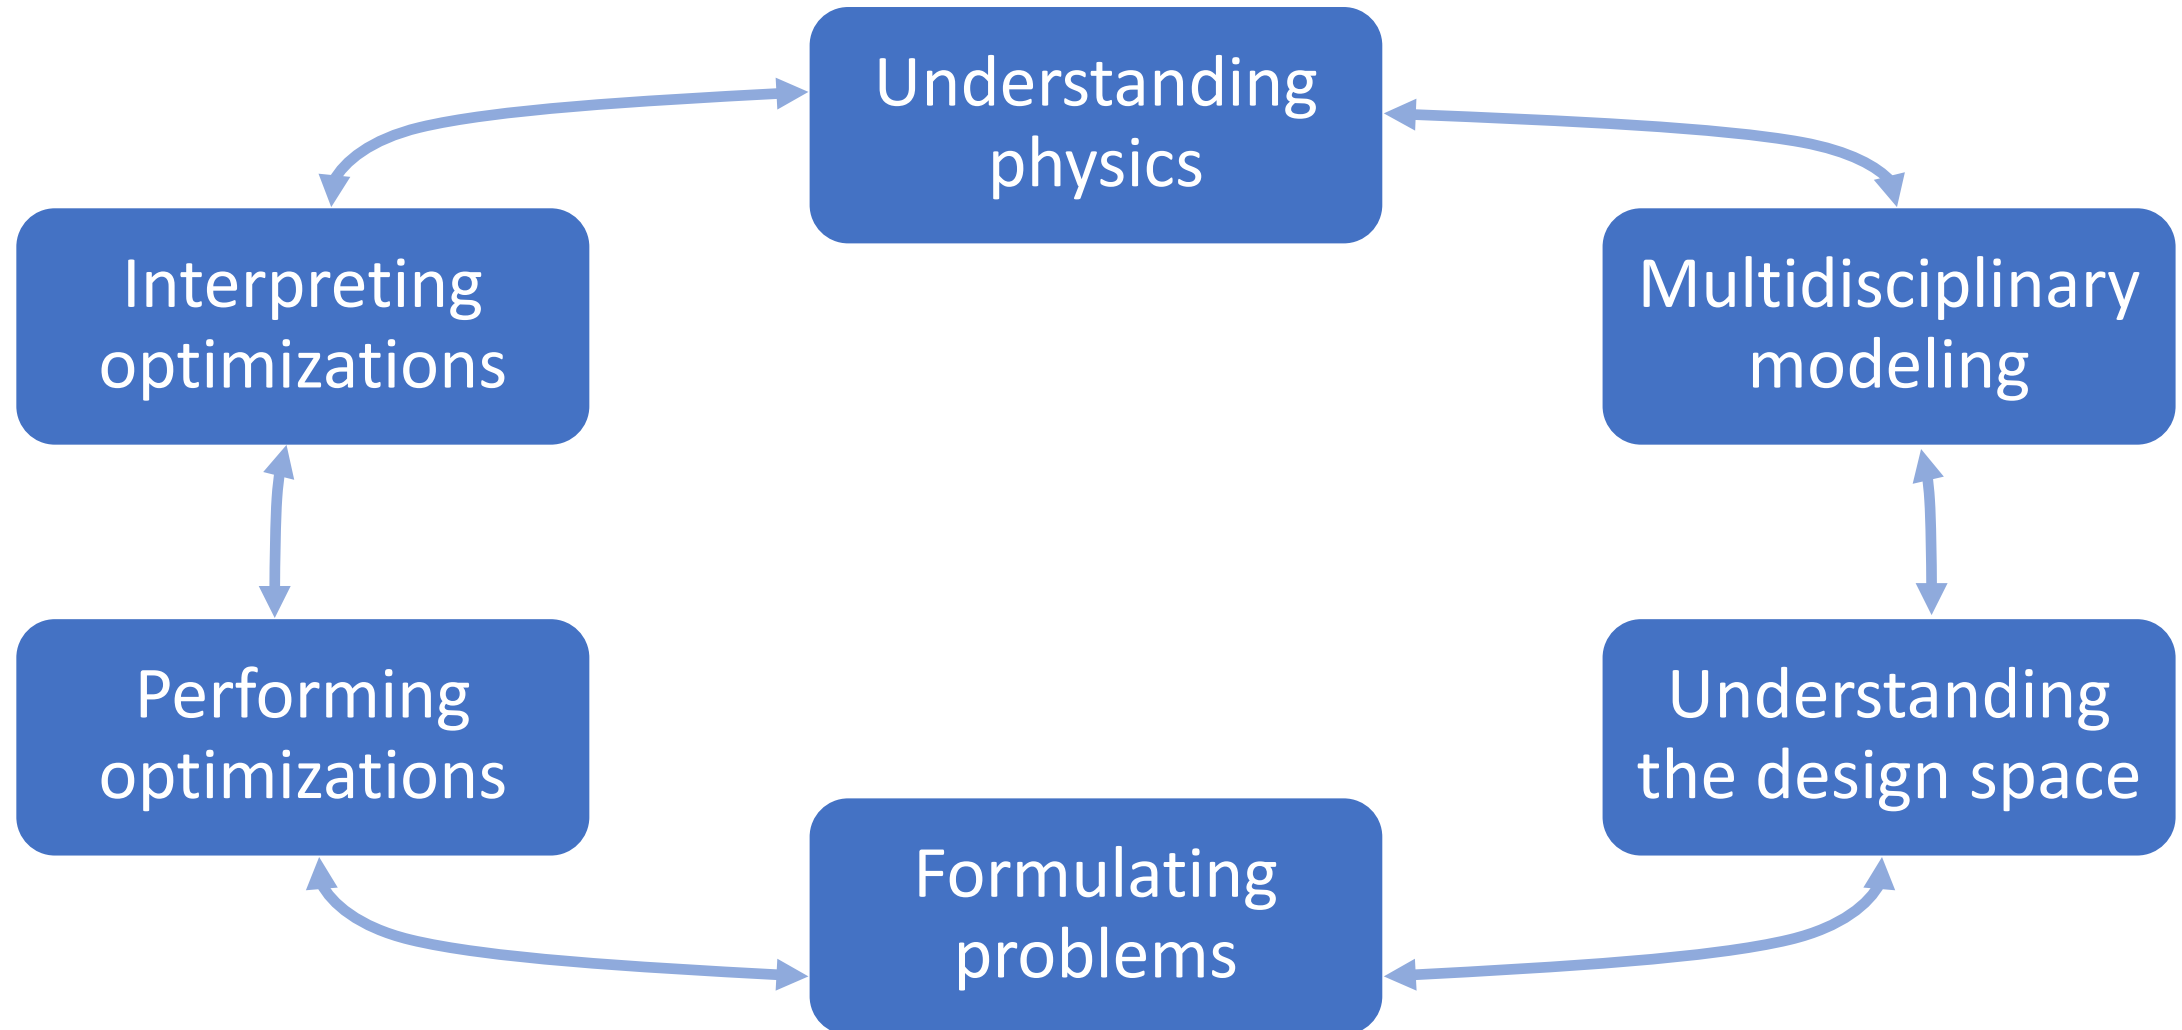 Understanding
physics
Interpreting
optimizations
Multidisciplinary
modeling
Performing
optimizations
Understanding
the design space
Formulating
problems